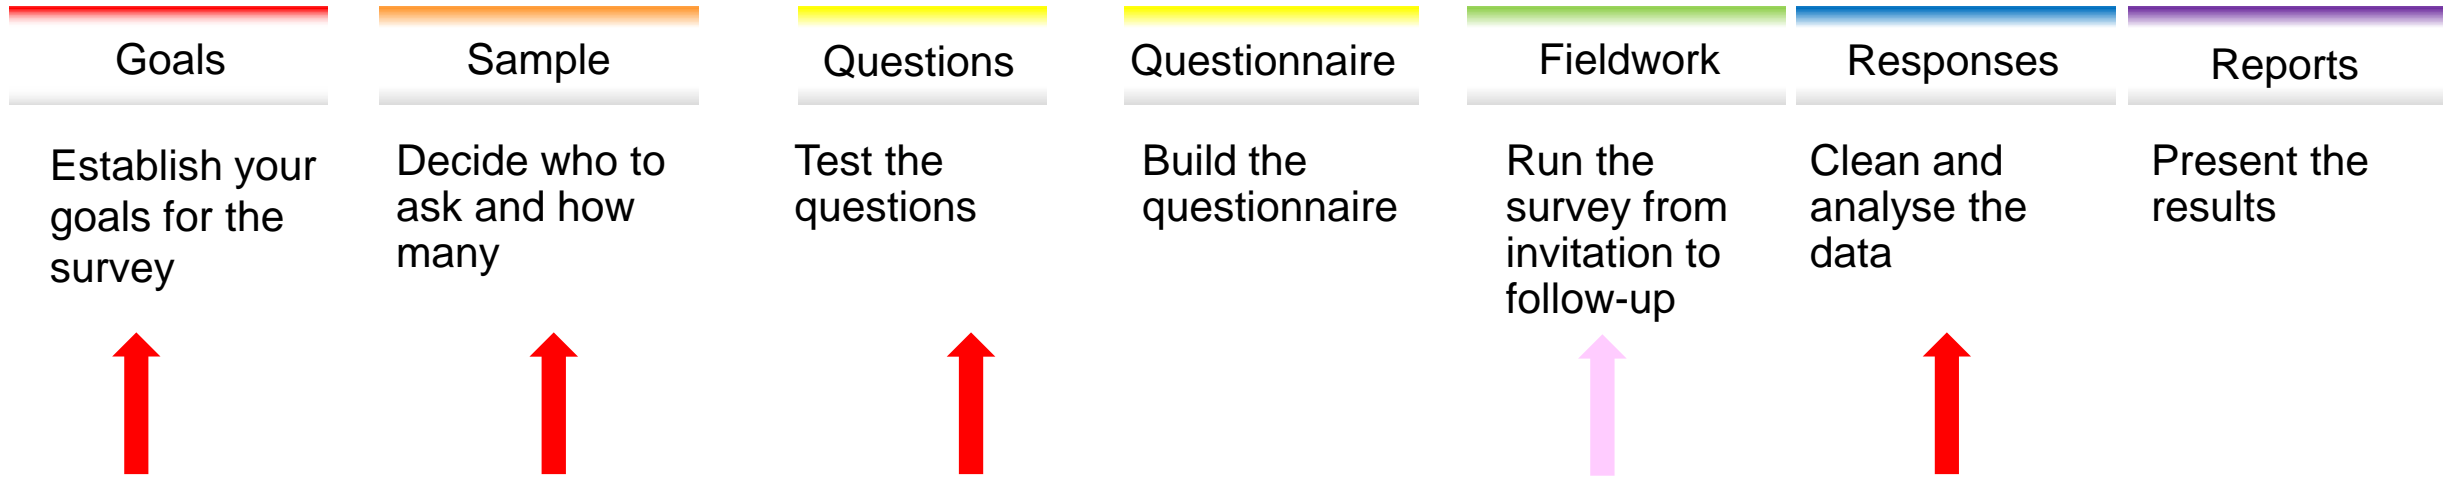 Goals
Sample
Questions
Questionnaire
Fieldwork
Responses
Reports
Establish your
goals for the
survey
Decide who to
ask and how
many
Test the
questions
Build the
questionnaire
Run the
survey from
invitation to
follow-up
Clean and
analyse the
data
Present the
results